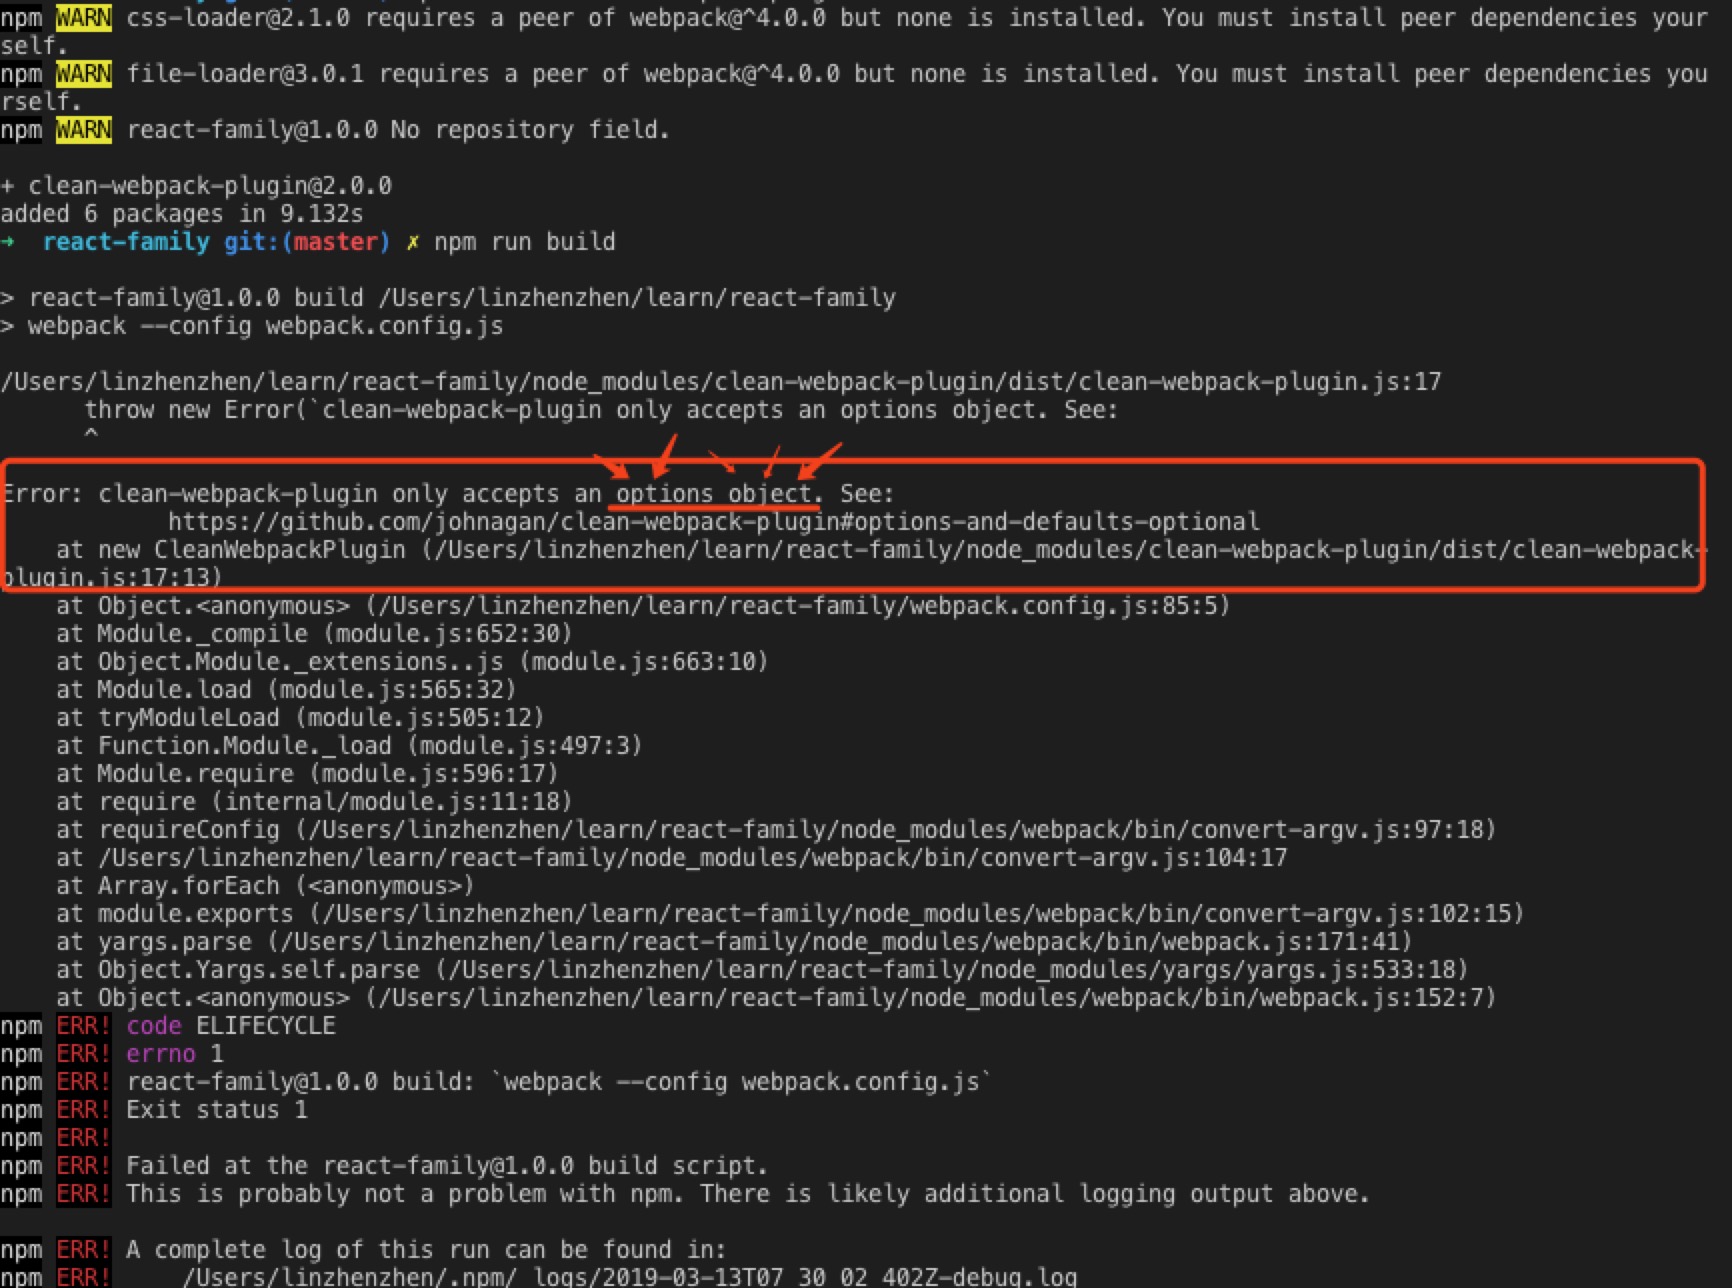 npm WARN css-loader@2.1.0 requires a peer of webpack@^4.0.0 but none is installed. You must install peer dependencies your
self.
npm WARN file-loader@3.0.1 requires a peer of webpack@^4.0.0 but none is installed. You must install peer dependencies you
rself.
npm WARN react-family@1.0.0 No repository field.
+ clean-webpack-plugin@2.0.0
added 6 packages in 9.132s
→ react-family git:(master) ✗ npm run build
> react-family@1.0.0 build /Users/linzhenzhen/learn/react-family
> webpack --config webpack.config.js
/Users/linzhenzhen/learn/react-family/node_modules/clean-webpack-plugin/dist/clean-webpack-plugin.js:17
throw new Error(`clean-webpack-plugin only accepts an options object. See:
^
Error: clean-webpack-plugin only accepts an options object. See:
https://github.com/johnagan/clean-webpack-plugin#options-and-defaults-optional
at new CleanWebpackPlugin (/Users/linzhenzhen/learn/react-family/node_modules/clean-webpack-plugin/dist/clean-webpack-
plugin.js:17:13)
at Object.<anonymous> (/Users/linzhenzhen/learn/react-family/webpack.config.js:85:5)
at Module._compile (module.js:652:30)
at Object.Module._extensions..js (module.js:663:10)
at Module.load (module.js:565:32)
at tryModuleLoad (module.js:505:12)
at Function.Module._load (module.js:497:3)
at Module.require (module.js:596:17)
at require (internal/module.js:11:18)
at requireConfig (/Users/linzhenzhen/learn/react-family/node_modules/webpack/bin/convert-argv.js:97:18)
at /Users/linzhenzhen/learn/react-family/node_modules/webpack/bin/convert-argv.js:104:17
at Array.forEach (<anonymous>)
at module.exports (/Users/linzhenzhen/learn/react-family/node_modules/webpack/bin/convert-argv.js:102:15)
at yargs.parse (/Users/linzhenzhen/learn/react-family/node_modules/webpack/bin/webpack.js:171:41)
at Object.Yargs.self.parse (/Users/linzhenzhen/learn/react-family/node_modules/yargs/yargs.js:533:18)
at Object.<anonymous> (/Users/linzhenzhen/learn/react-family/node_modules/webpack/bin/webpack.js:152:7)
npm ERR! code ELIFECYCLE
npm ERR! errno 1
npm ERR! react-family@1.0.0 build: `webpack --config webpack.config.js`
npm ERR! Exit status 1
npm ERR!
npm ERR! Failed at the react-family@1.0.0 build script.
npm ERR! This is probably not a problem with npm. There is likely additional logging output above.
npm ERR! A complete log of this run can be found in:
npm ERR! /Users/linzhenzhen/.npm/_logs/2019-03-13T07_30_02_402Z-debug.log